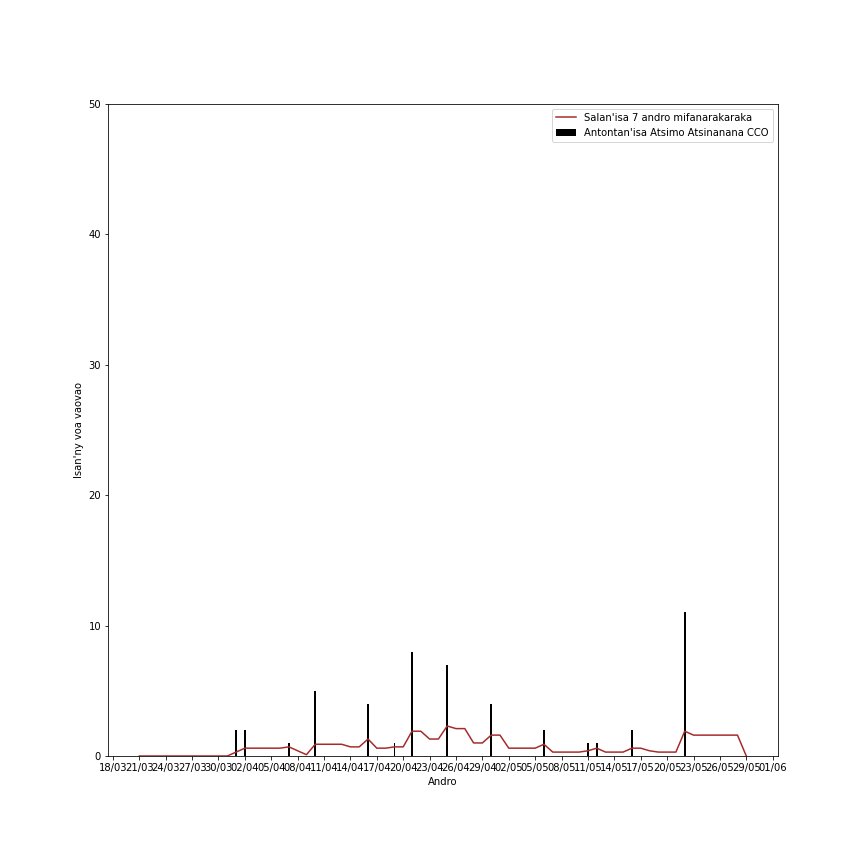 Salan'isa 7 andro mifanarakaraka
Antontan'isa Atsimo Atsinanana CCO
50
40
30
20
10
0
Isan'ny voa vaovao
18/03 21/03 24/03 27/03 30/03 02/04 05/04 08/04 11/04 14/04 17/04 20/04 23/04 26/04 29/04 02/05 05/05 08/05 11/05 14/05 17/05 20/05 23/05 26/05 29/05 01/06
Andro